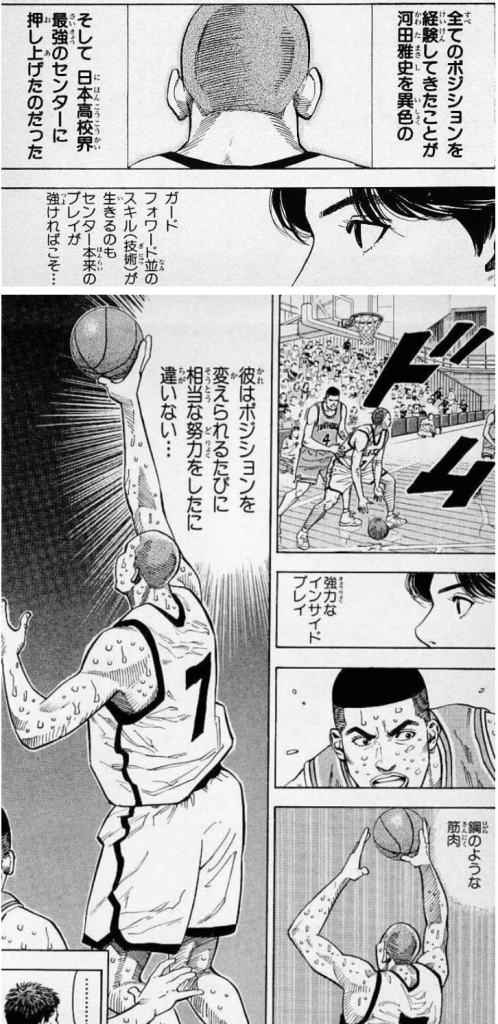 全てのポジションを
経験してきたことが
河田雅史を異色の
そして 日本高校界
最強のセンターに
押し上げたのだった
ガード
フォワード並の
スキル(技術)が
生きるのも
センター本来の
プレイが
強ければこそ…
ドム
4
強力な
インサイド
プレイ
鋼のような
筋肉
彼はポジションを
変えられるたびに
相当な努力をしたに
違いない…
7
………